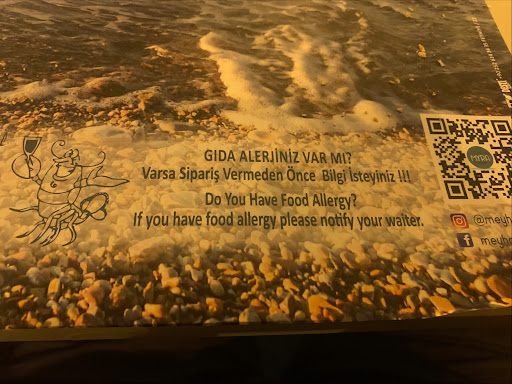 GIDA ALERJİNİZ VAR MI?
Varsa Sipariş Vermeden Önce Bilgi İsteyiniz !!!
Do You Have Food Allergy?
If you have food allergy please notify your waiter.
MYRA